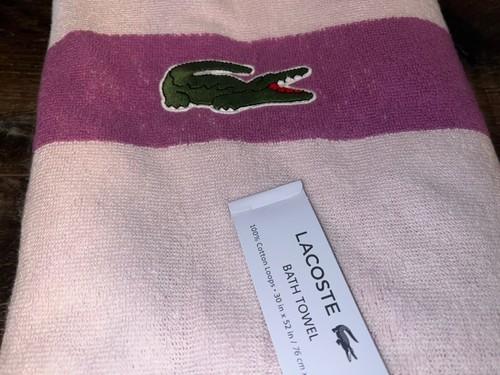 LACOSTE
BATH TOWEL
100% Cotton Loops - 30 in x 52 in / 76 cm